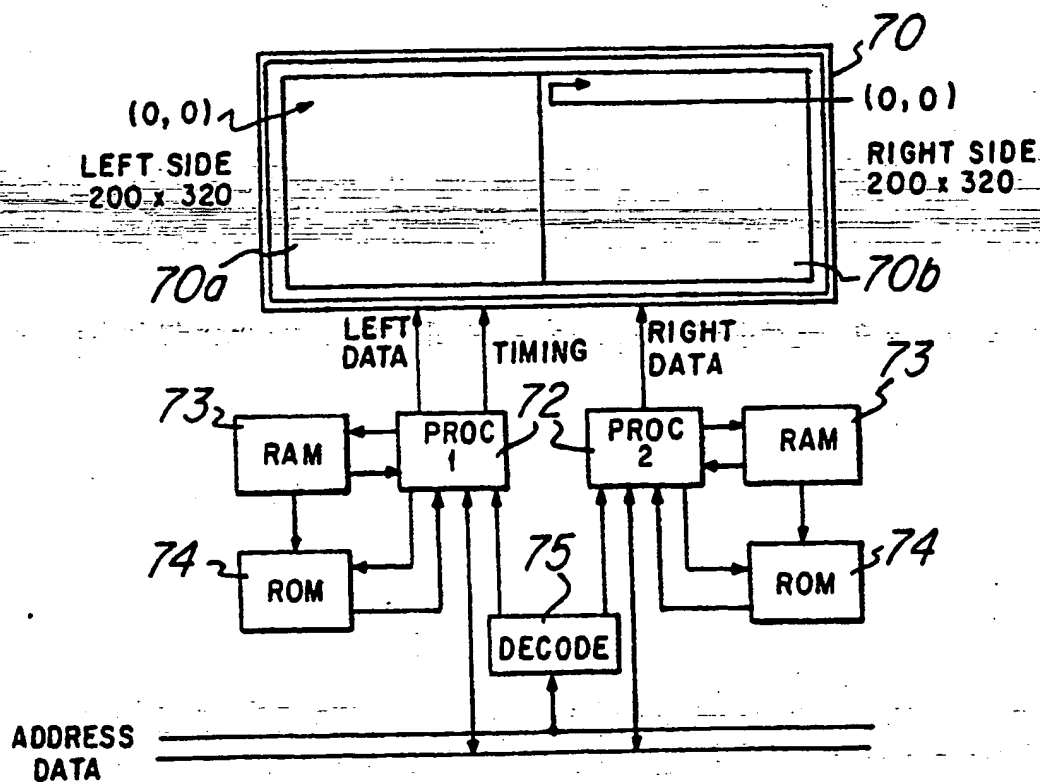 70
(0,0)
(0,0)
LEFT SIDE
200 x 320
RIGHT SIDE
200 x 320
70a
70b
LEFT
DATA
TIMING
RIGHT
DATA
73
72
73
RAM
PROC
1
PROC
2
RAM
74
75
74
ROM
ROM
DECODE
ADDRESS
DATA